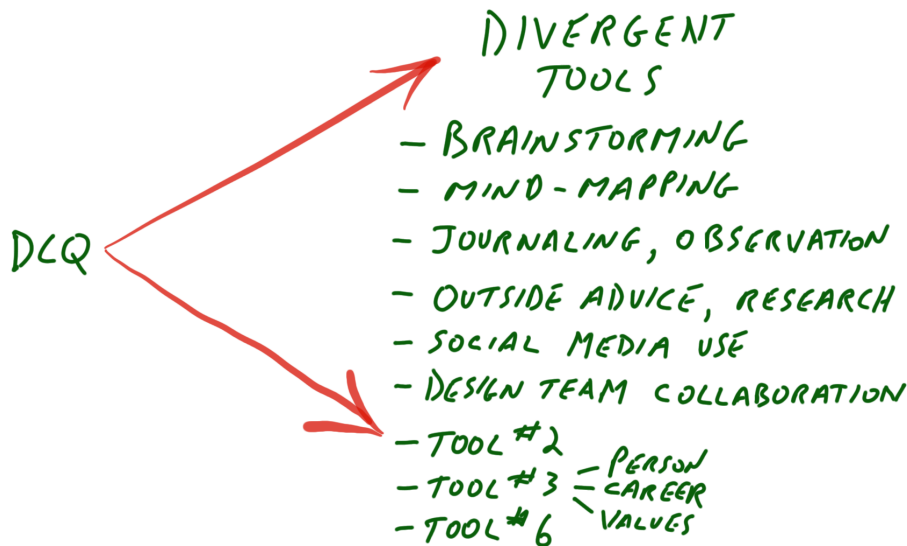 DIVERGENT
TOOLS
- BRAINSTORMING
- MIND-MAPPING
- JOURNALING, OBSERVATION
DCQ
- OUTSIDE ADVICE, RESEARCH
- SOCIAL MEDIA USE
- DESIGN TEAM COLLABORATION
- TOOL #2
- TOOL #3
- PERSON
- CAREER
- VALUES
- TOOL #6